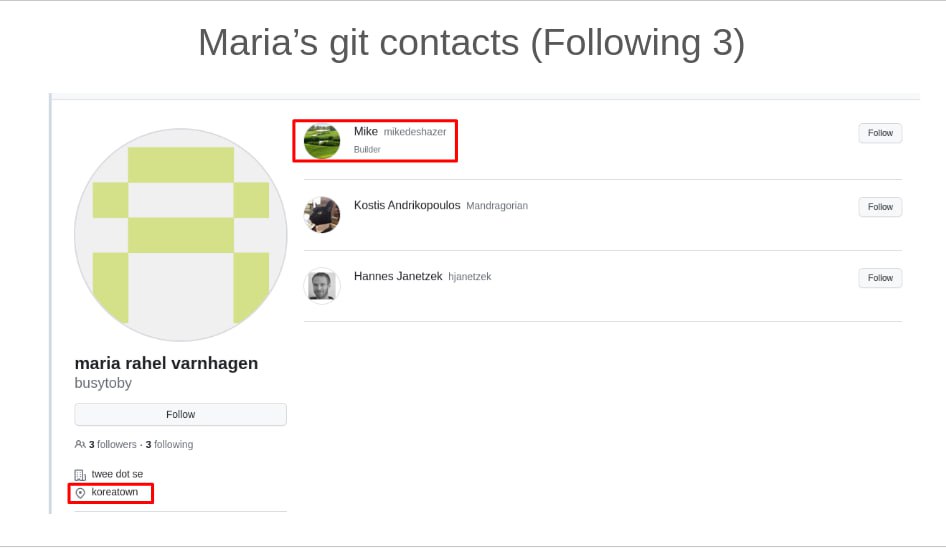 Maria’s git contacts (Following 3)
Mike mikedeshazer
Builder
Follow
Kostis Andrikopoulos Mandragorian
Follow
Hannes Janetzek hjanetzek
Follow
maria rahel varnhagen
busytoby
Follow
3 followers · 3 following
twee dot se
koreatown